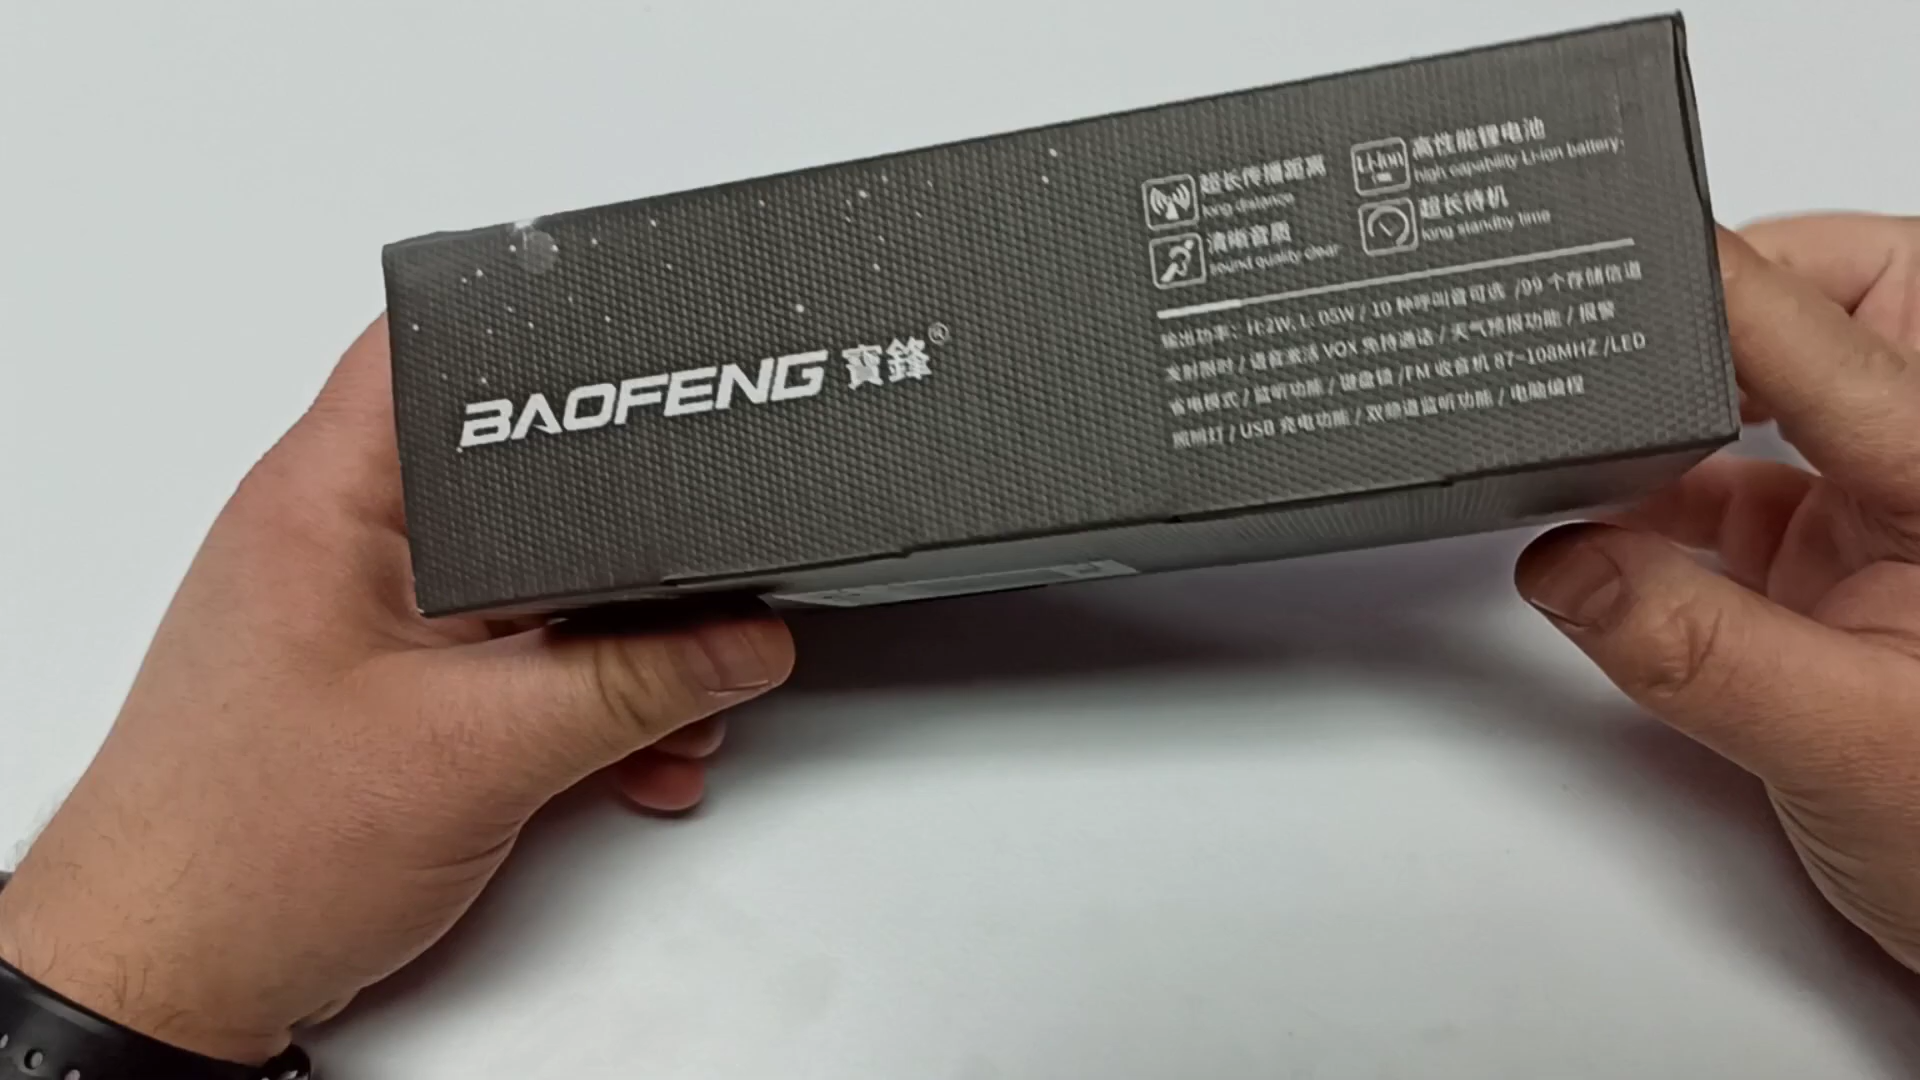 BAOFENG 寶鋒®
超长传播距离
long distance
Li-ion
高性能锂电池
high capability Li-ion battery
清晰音质
sound quality clear
超长待机
long standby time
输出功率：H:2W, L. 05W / 10 种呼叫音可选 /99 个存储信道
发射限时 / 语音激活 VOX 免持通话 / 天气预报功能 / 报警
省电模式 / 监听功能 / 键盘锁 /FM 收音机 87-108MHZ /LED
照明灯 / USB 充电功能 / 双频道监听功能 / 电脑编程